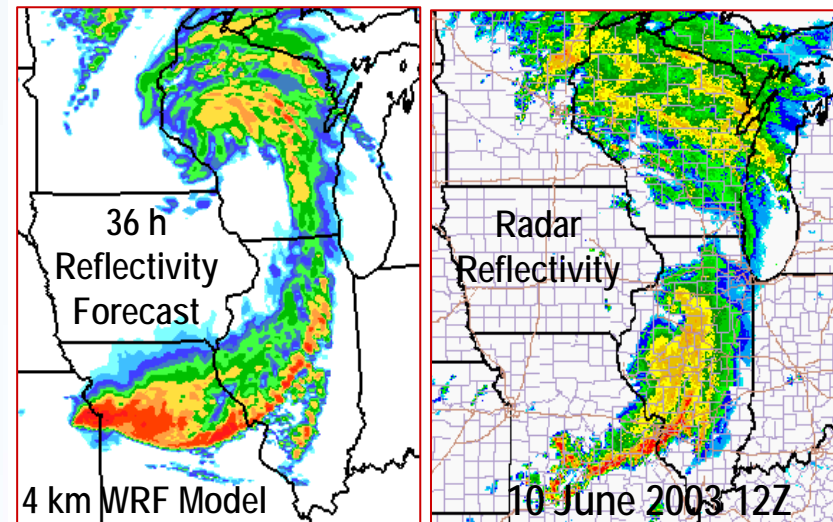 36 h
Reflectivity
Forecast
4 km WRF Model
Radar
Reflectivity
10 June 2003 12Z